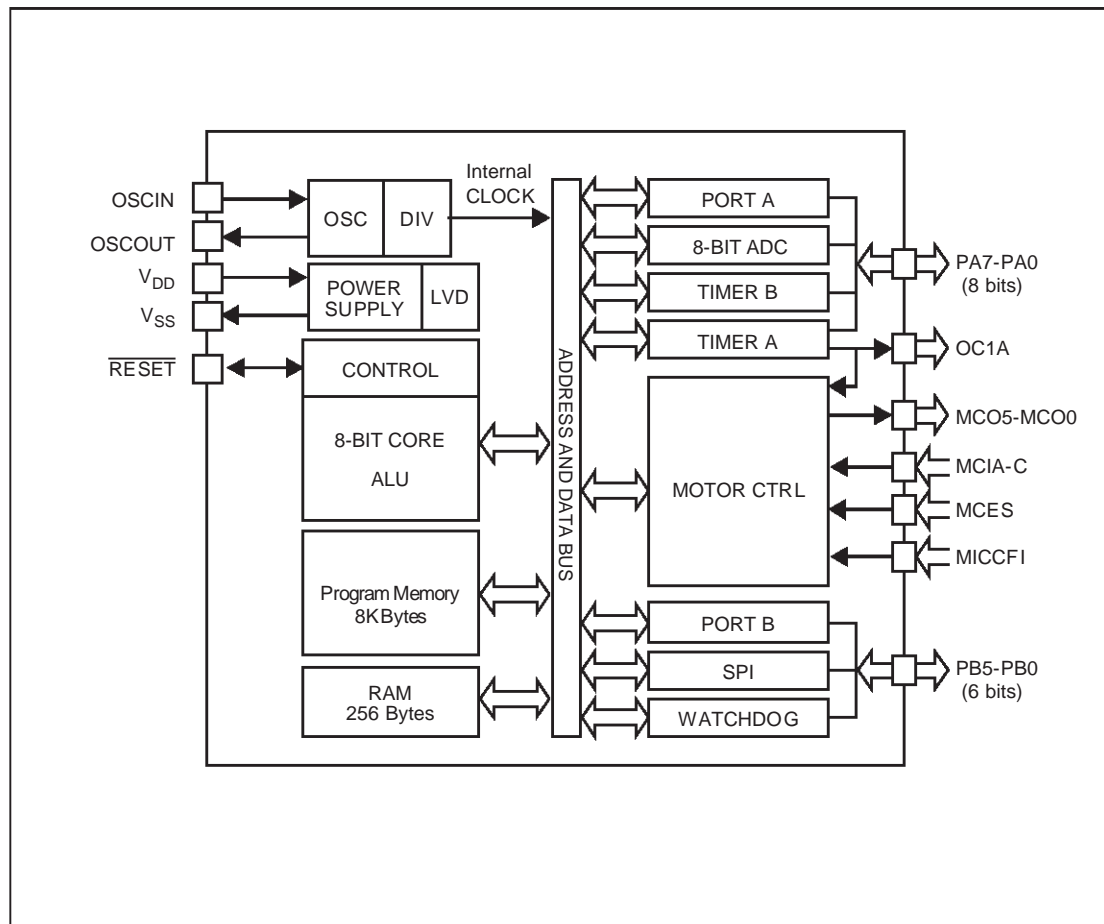 OSCIN
OSCOUT
VDD
VSS
RESET
OSC
DIV
Internal
CLOCK
POWER
SUPPLY
LVD
CONTROL
8-BIT CORE
ALU
Program Memory
8KBytes
RAM
256 Bytes
ADDRESS AND DATA BUS
PORT A
8-BIT ADC
TIMER B
TIMER A
MOTOR CTRL
PORT B
SPI
WATCHDOG
PA7-PA0
(8 bits)
OC1A
MCO5-MCO0
MCIA-C
MCES
MICCFI
PB5-PB0
(6 bits)